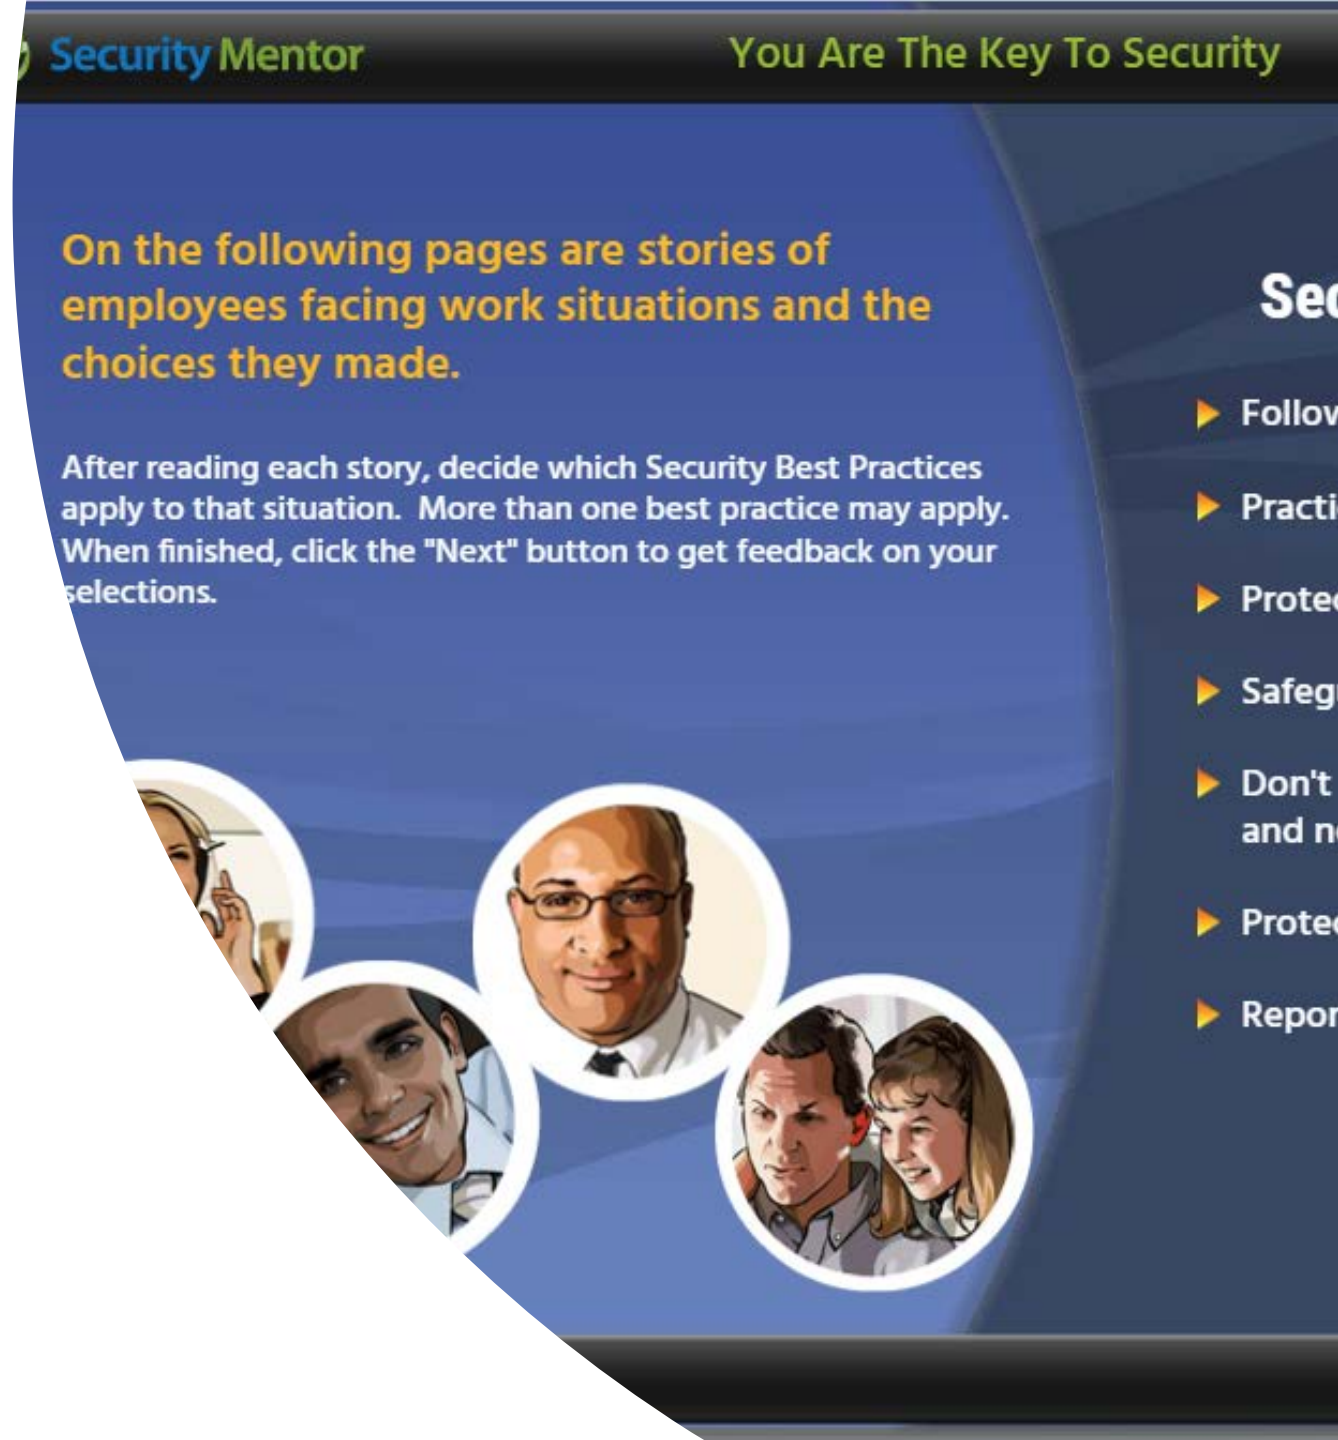 Security Mentor
You Are The Key To Security
On the following pages are stories of
employees facing work situations and the
choices they made.
After reading each story, decide which Security Best Practices
apply to that situation.  More than one best practice may apply.
When finished, click the "Next" button to get feedback on your
selections.
Don't
and